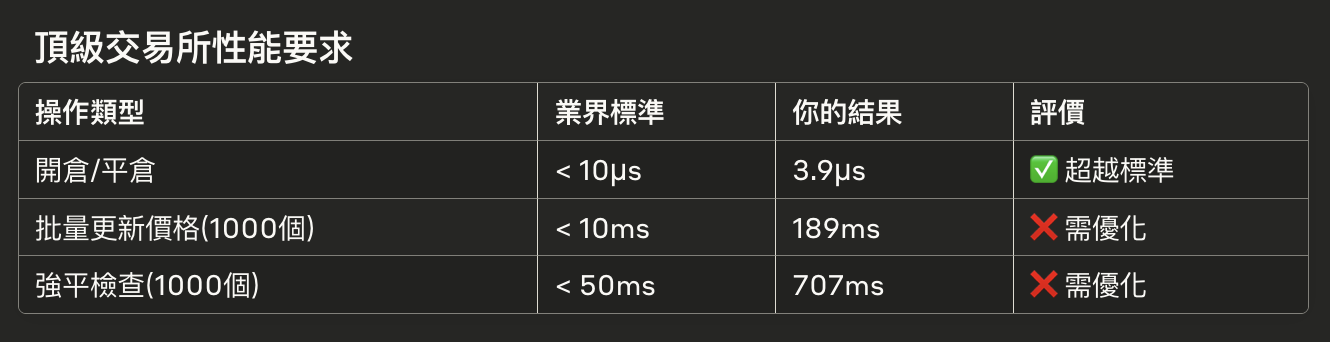 頂級交易所性能要求
操作類型 業界標準 你的結果 評價
開倉/平倉 < 10μs 3.9μs ✅ 超越標準
批量更新價格(1000個) < 10ms 189ms ❌ 需優化
強平檢查(1000個) < 50ms 707ms ❌ 需優化